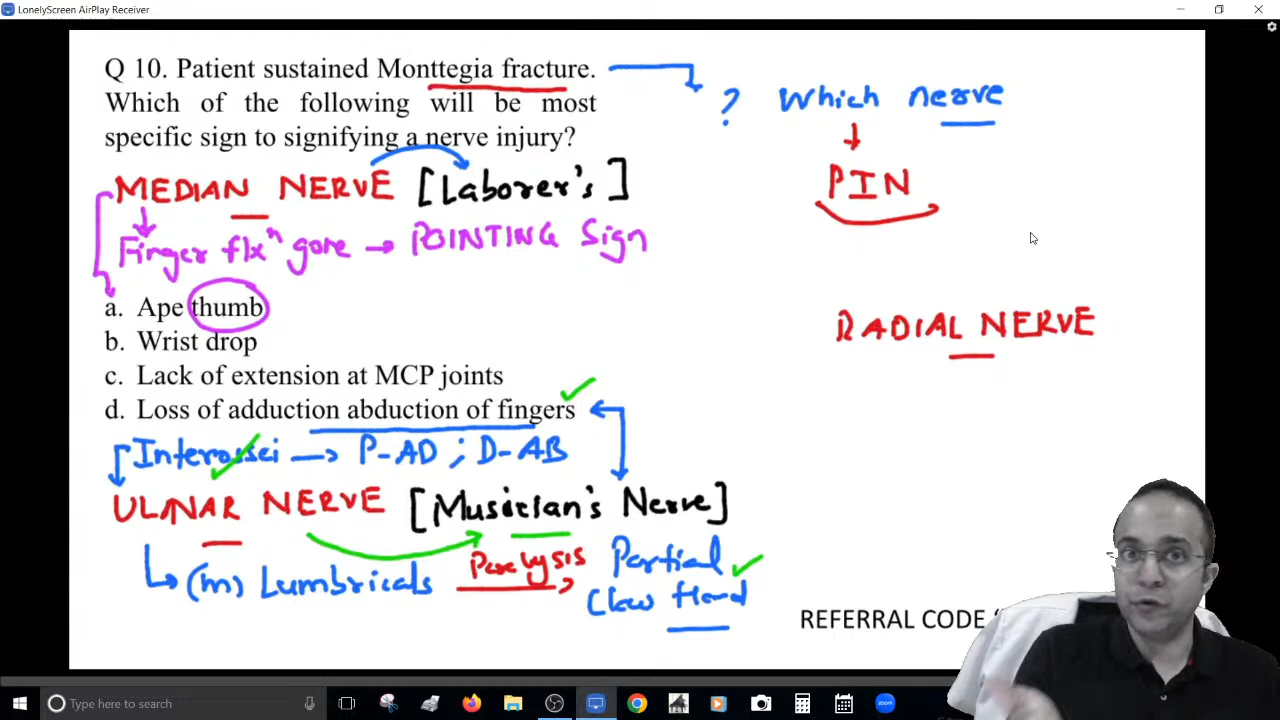 LonelyScreen AirPlay Receiver
Q 10. Patient sustained Monttegia fracture.
Which of the following will be most
specific sign to signifying a nerve injury?
? Which nerve
PIN
MEDIAN NERVE [Laborer's]
Finger flxⁿ gone → POINTING Sign
a. Ape thumb
b. Wrist drop
c. Lack of extension at MCP joints
d. Loss of adduction abduction of fingers
RADIAL NERVE
Interossei → P-AD ; D-AB
ULNAR NERVE [Musician's Nerve]
(m) Lumbricals Paralysis Partial
Claw Hand
REFERRAL CODE
Type here to search
zoom